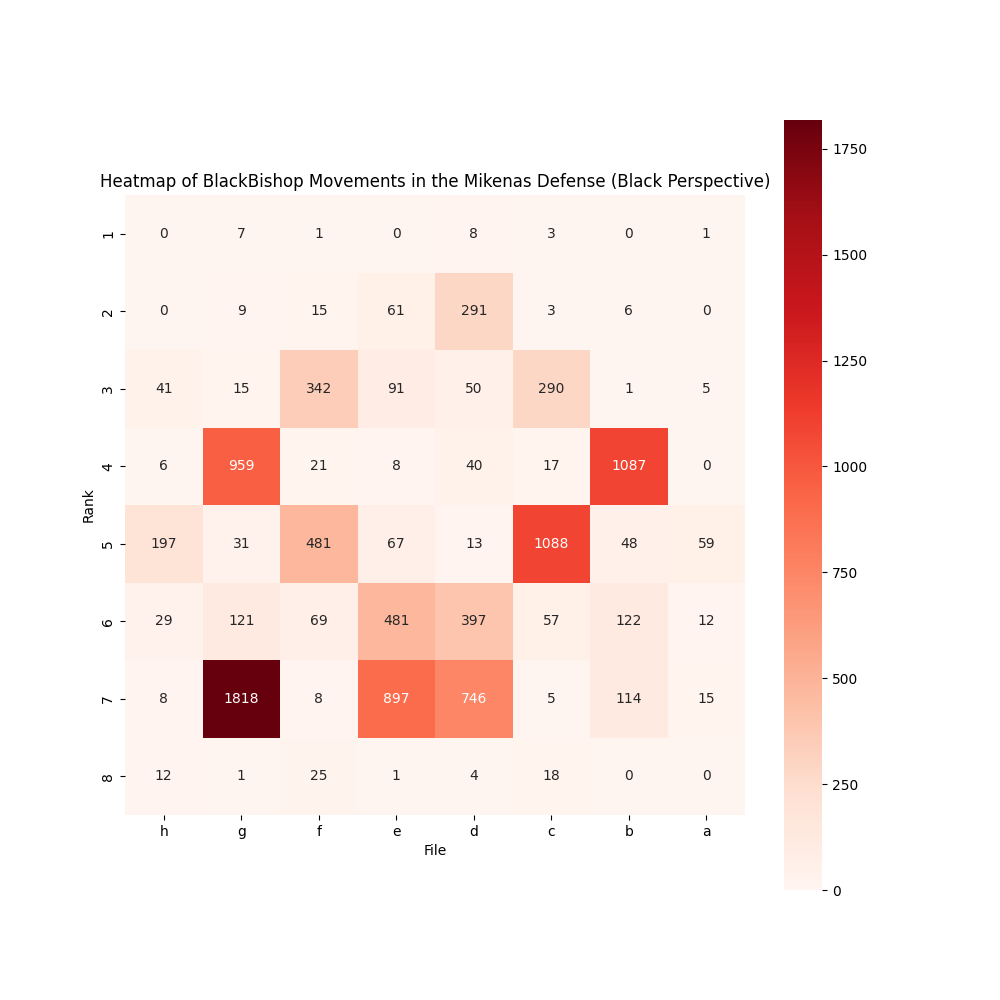 Heatmap of BlackBishop Movements in the Mikenas Defense (Black Perspective)
1 0 7 1 0 8 3 0 1
2 0 9 15 61 291 3 6 0
3 41 15 342 91 50 290 1 5
4 6 959 21 8 40 17 1087 0
5 197 31 481 67 13 1088 48 59
6 29 121 69 481 397 57 122 12
7 8 1818 8 897 746 5 114 15
8 12 1 25 1 4 18 0 0
h g f e d c b a
File
Rank
1750
1500
1250
1000
750
500
250
0